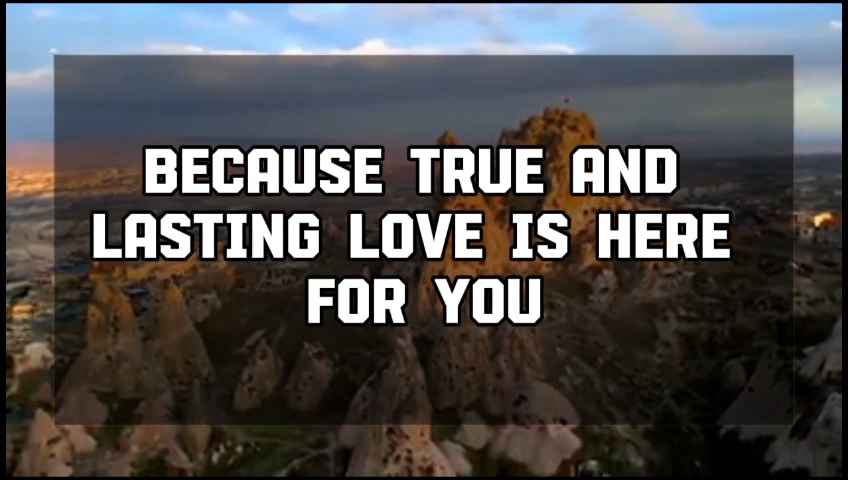 BECAUSE TRUE AND
LASTING LOVE IS HERE
FOR YOU